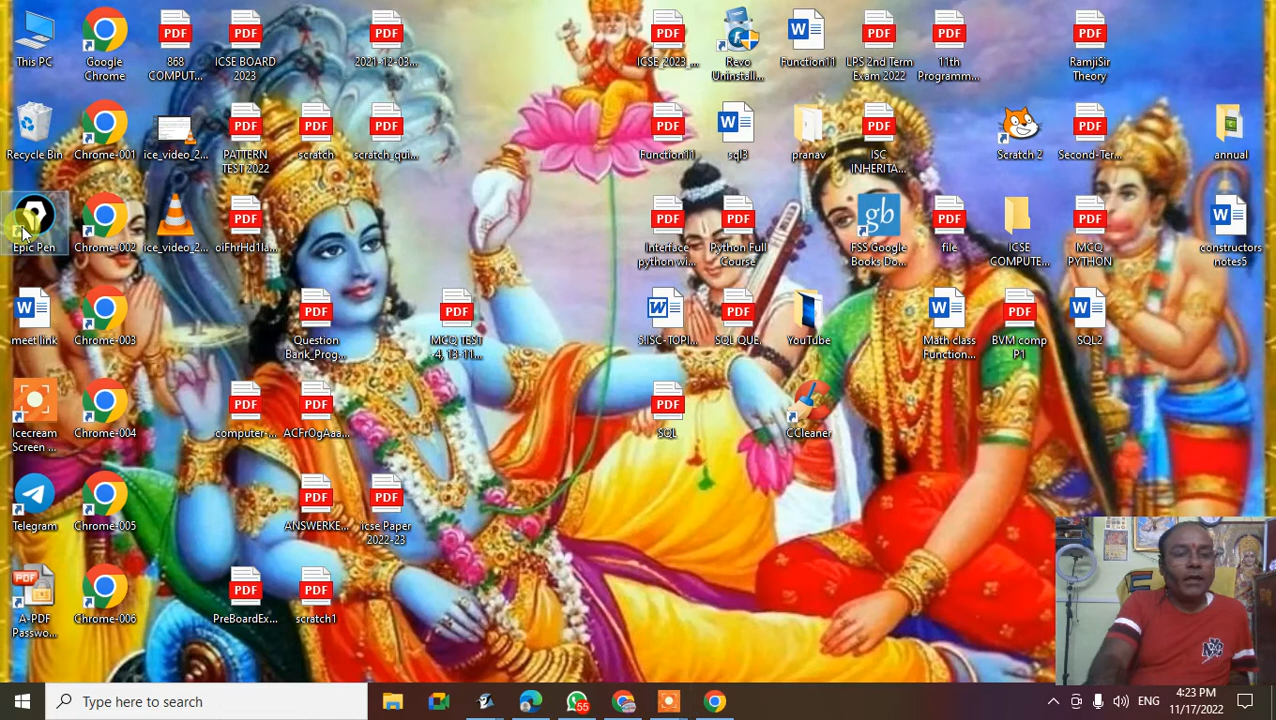 This PC
Google
Chrome
868
COMPUT...
ICSE BOARD
2023
2021-12-03...
ICSE 2023_...
Revo
Uninstall...
Function11
LPS 2nd Term
Exam 2022
11th
Programm...
RamjiSir
Theory
Recycle Bin
Chrome-001
ice_video_2...
PATTERN
TEST 2022
scratch
scratch_qui...
Function11
sql3
pranav
ISC
INHERITA...
Scratch 2
Second-Ter...
annual
Epic Pen
Chrome-002
ice_video_2...
oiFhrHd1Ia...
Interface
python wi...
Python Full
Course
FSS Google
Books Do...
file
ICSE
COMPUTE...
MCQ
PYTHON
constructors
notes5
meet link
Chrome-003
Question
Bank_Prog...
MCQ TEST
-4, 13-11...
S.ISC-TOPI...
SQL QUE.
YouTube
Math class
Function...
BVM comp
P1
SQL2
Icecream
Screen ...
Chrome-004
computer-...
ACFrOgAaa...
SQL
CCleaner
Telegram
Chrome-005
ANSWERKE...
icse Paper
2022-23
A-PDF
Passwo...
Chrome-006
PreBoardEx...
scratch1
Type here to search
55
ENG
4:23 PM
11/17/2022